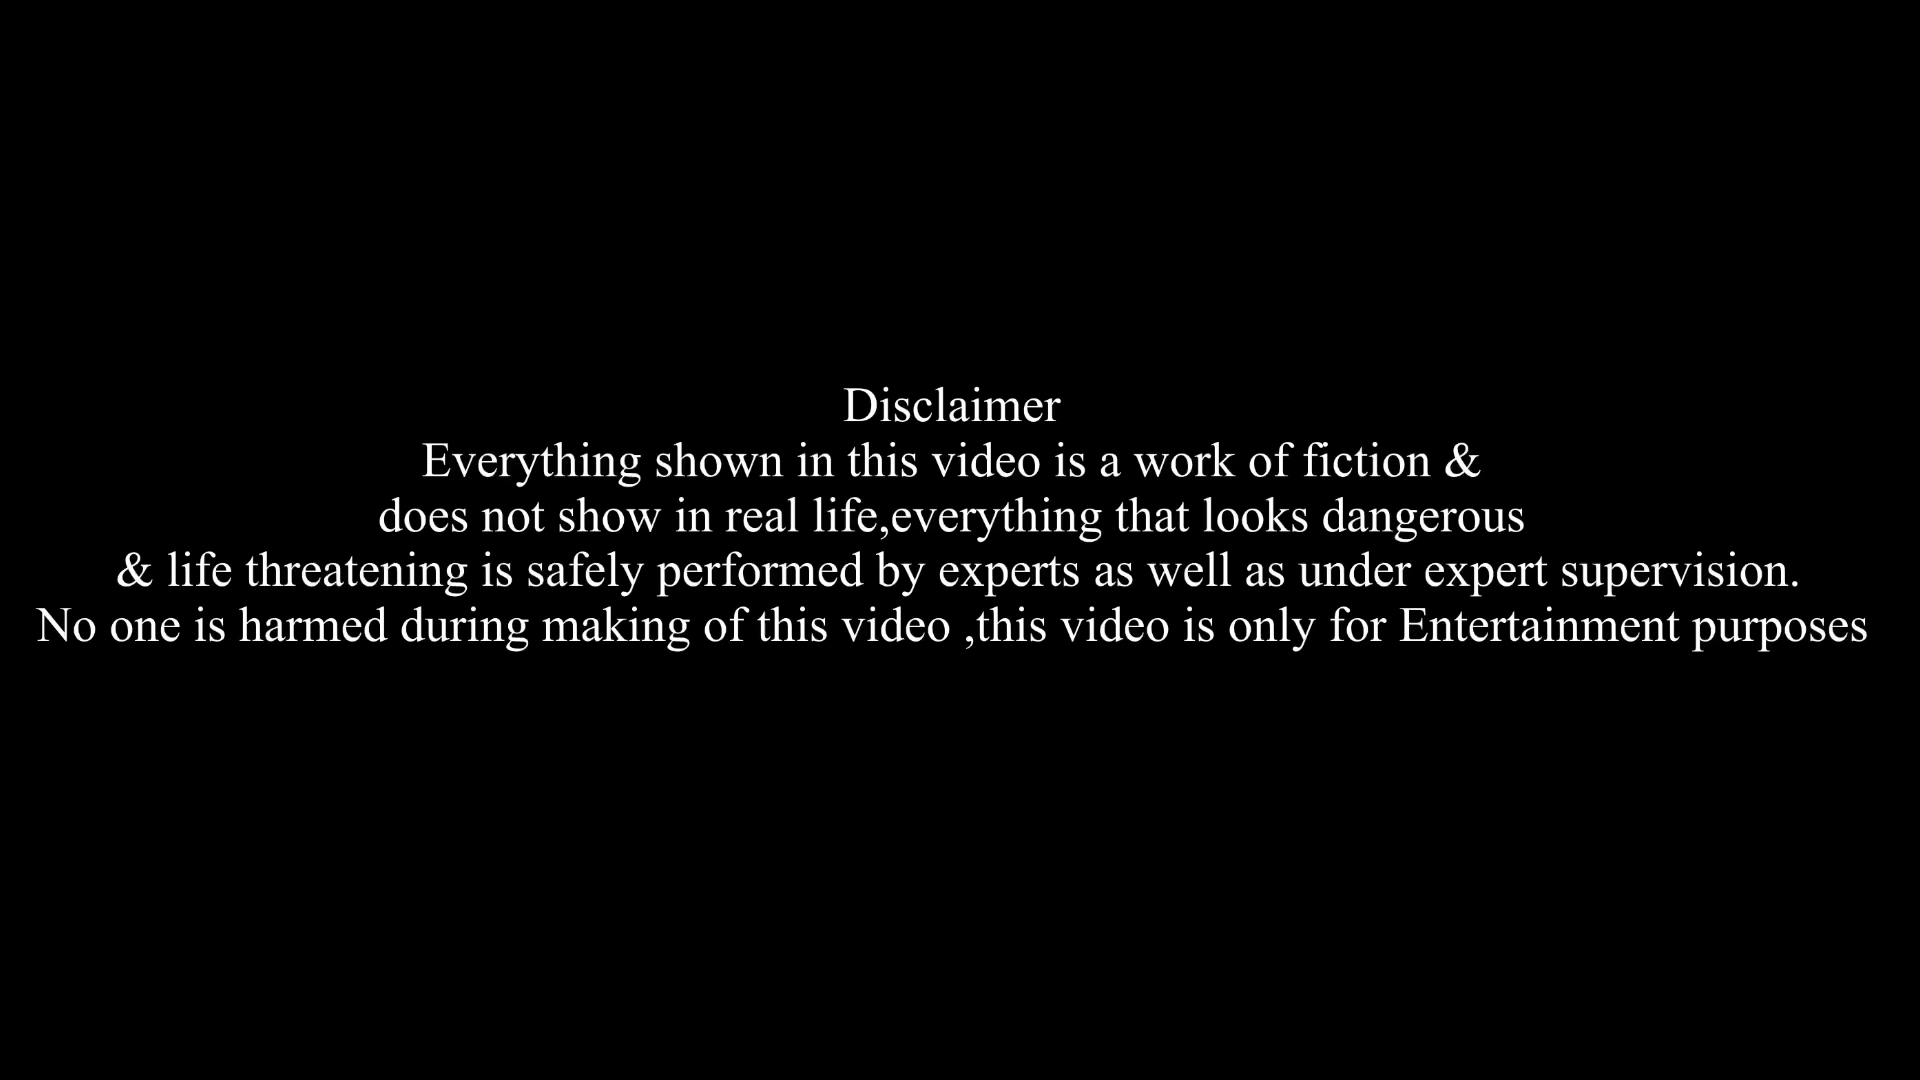 Disclaimer
Everything shown in this video is a work of fiction &
does not show in real life,everything that looks dangerous
& life threatening is safely performed by experts as well as under expert supervision.
No one is harmed during making of this video ,this video is only for Entertainment purposes